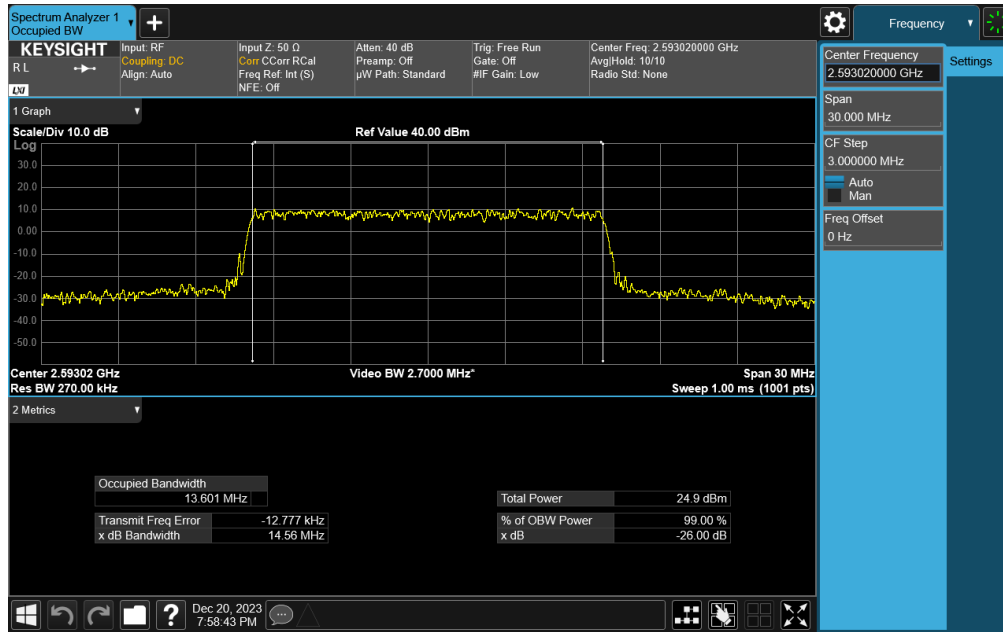 Spectrum Analyzer 1
Occupied BW
Frequency
KEYSIGHT
R L
LXI
Input: RF
Coupling: DC
Align: Auto
Input Z: 50 Ω
Corr CCorr RCal
Freq Ref: Int (S)
NFE: Off
Atten: 40 dB
Preamp: Off
µW Path: Standard
Trig: Free Run
Gate: Off
#IF Gain: Low
Center Freq: 2.593020000 GHz
Avg|Hold: 10/10
Radio Std: None
Center Frequency
2.593020000 GHz
Settings
Span
30.000 MHz
CF Step
3.000000 MHz
Auto
Man
Freq Offset
0 Hz
1 Graph
Scale/Div 10.0 dB
Ref Value 40.00 dBm
Log
30.0
20.0
10.0
0.00
-10.0
-20.0
-30.0
-40.0
-50.0
Center 2.59302 GHz
Video BW 2.7000 MHz*
Span 30 MHz
Res BW 270.00 kHz
Sweep 1.00 ms (1001 pts)
2 Metrics
Occupied Bandwidth
13.601 MHz
Total Power 24.9 dBm
Transmit Freq Error -12.777 kHz
% of OBW Power 99.00 %
x dB Bandwidth 14.56 MHz
x dB -26.00 dB
?
Dec 20, 2023
7:58:43 PM